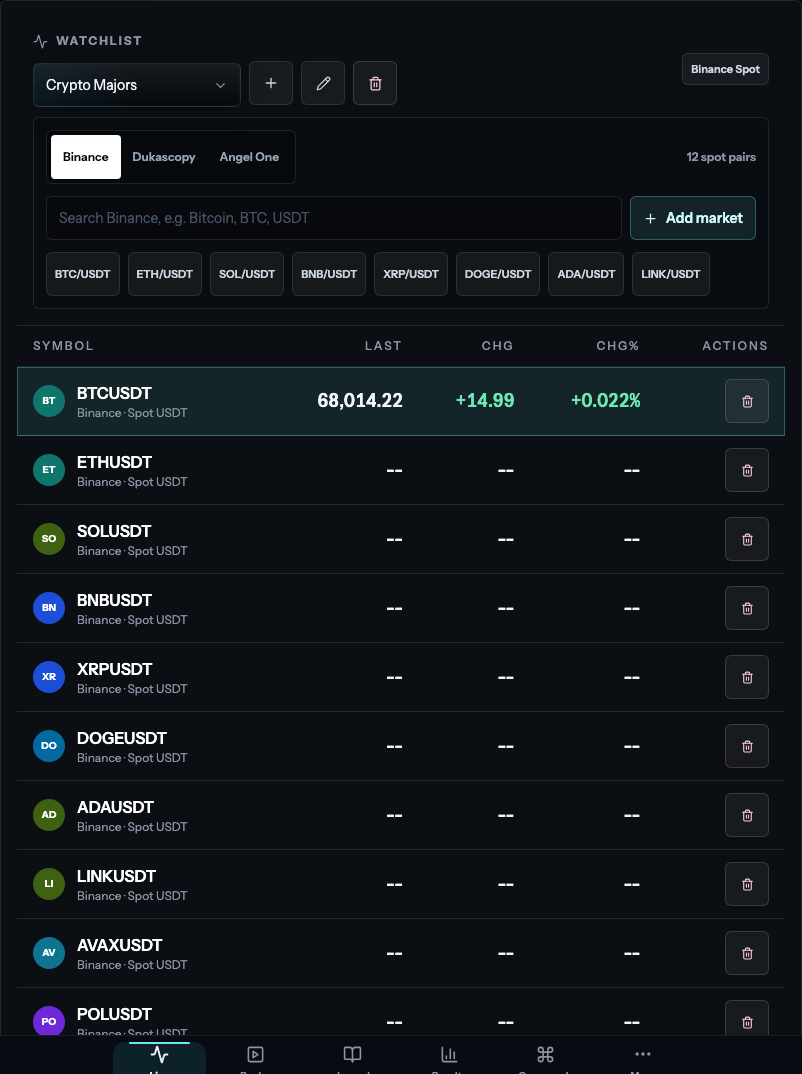 WATCHLIST
Crypto Majors
Binance Spot
Binance Dukascopy Angel One 12 spot pairs
Search Binance, e.g. Bitcoin, BTC, USDT + Add market
BTC/USDT ETH/USDT SOL/USDT BNB/USDT XRP/USDT DOGE/USDT ADA/USDT LINK/USDT
SYMBOL LAST CHG CHG% ACTIONS
BT BTCUSDT 68,014.22 +14.99 +0.022%
Binance · Spot USDT
ET ETHUSDT -- -- --
Binance · Spot USDT
SO SOLUSDT -- -- --
Binance · Spot USDT
BN BNBUSDT -- -- --
Binance · Spot USDT
XR XRPUSDT -- -- --
Binance · Spot USDT
DO DOGEUSDT -- -- --
Binance · Spot USDT
AD ADAUSDT -- -- --
Binance · Spot USDT
LI LINKUSDT -- -- --
Binance · Spot USDT
AV AVAXUSDT -- -- --
Binance · Spot USDT
PO POLUSDT -- -- --
Binance · Spot USDT